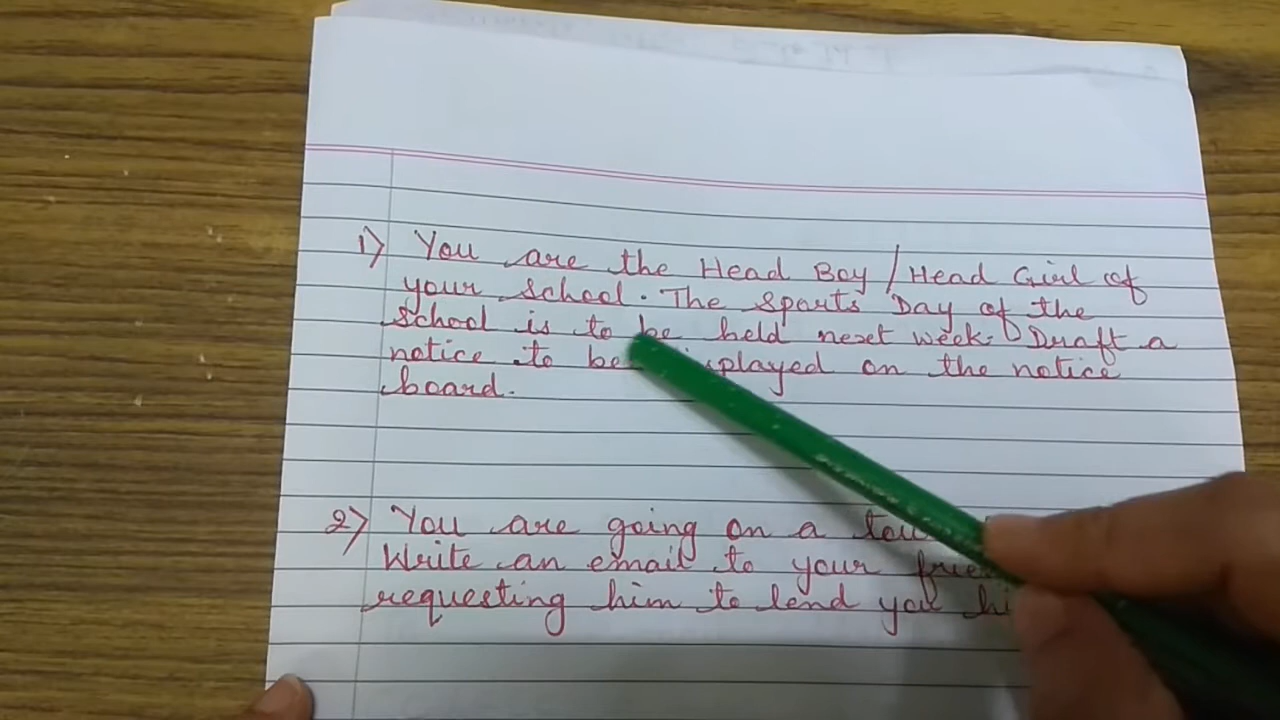 1) You are the Head Boy / Head Girl of
your school. The Sports Day of the
school is to be held next week. Draft a
notice to be displayed on the notice
board.
2) You are going on a
Write an email to your
requesting him to lend you